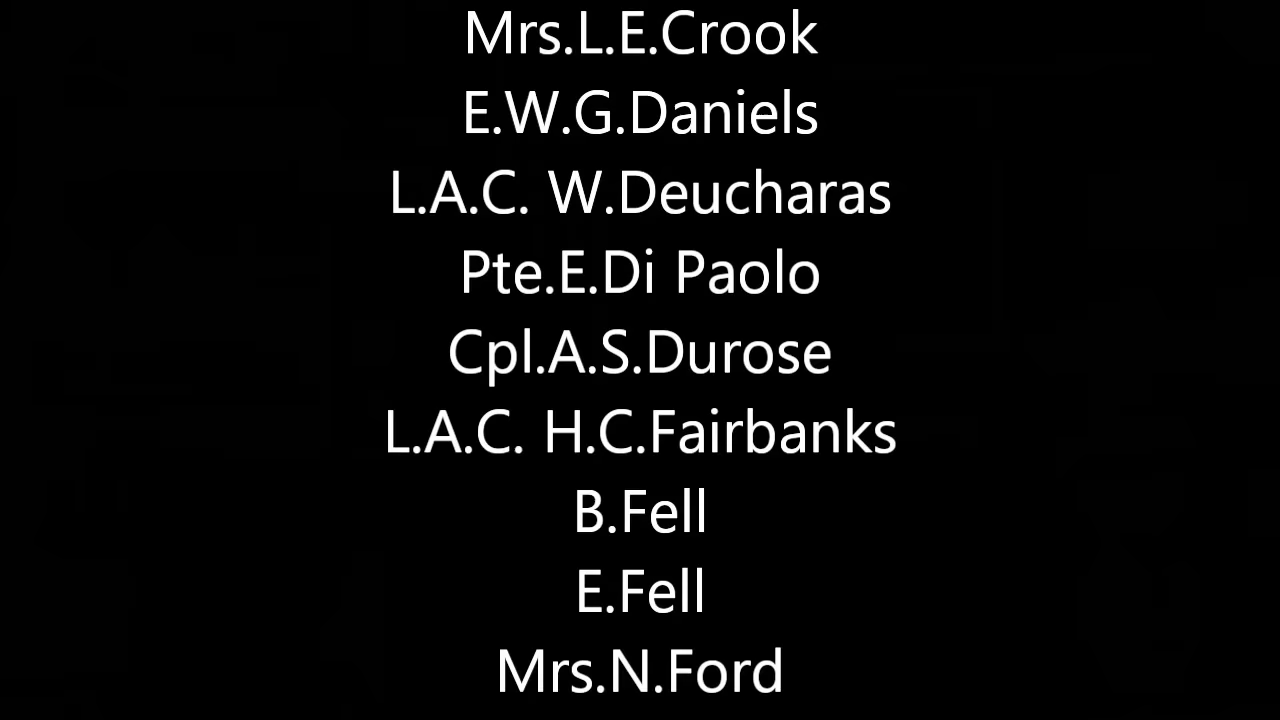 Mrs.L.E.Crook
E.W.G.Daniels
L.A.C. W.Deucharas
Pte.E.Di Paolo
Cpl.A.S.Durose
L.A.C. H.C.Fairbanks
B.Fell
E.Fell
Mrs.N.Ford